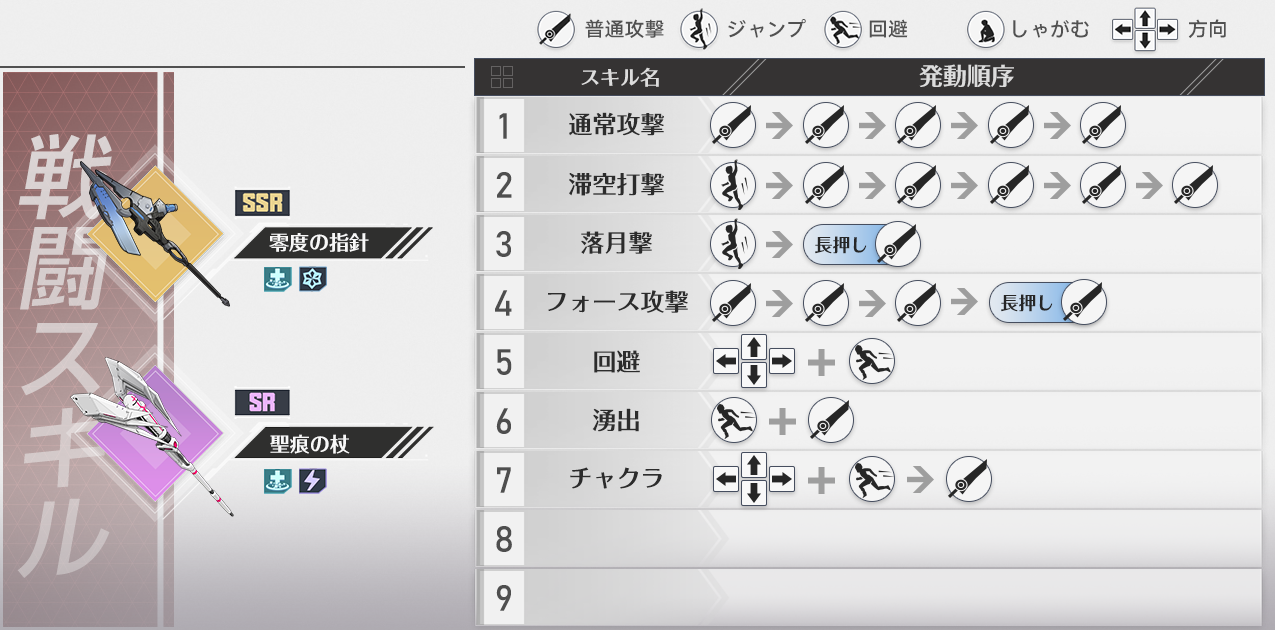 普通攻撃 ジャンプ 回避 しゃがむ 方向
戦闘スキル
SSR
零度の指針
SR
聖痕の杖
スキル名 発動順序
1 通常攻撃
2 滞空打撃
3 落月撃 長押し
4 フォース攻撃 長押し
5 回避
6 湧出
7 チャクラ
8
9